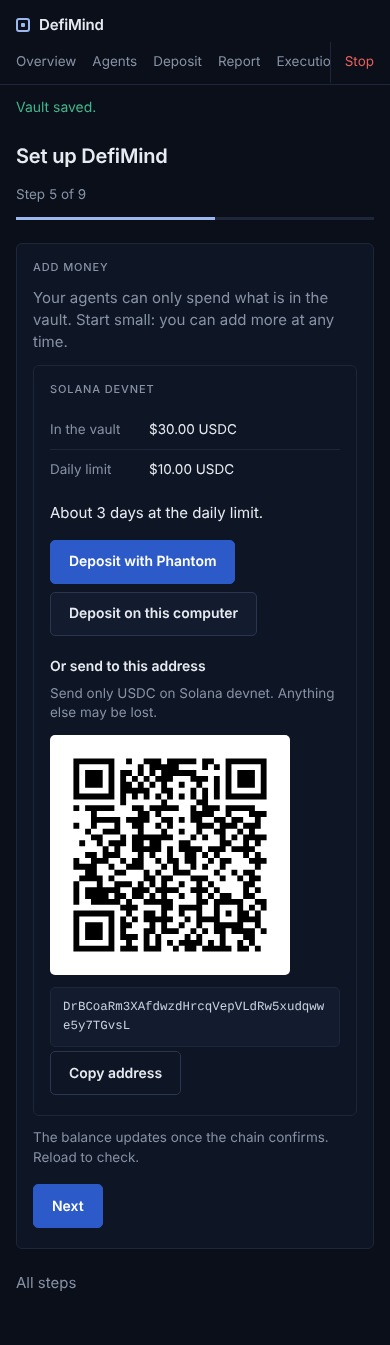 DefiMind
Overview Agents Deposit Report Executio Stop
Vault saved.
Set up DefiMind
Step 5 of 9
ADD MONEY
Your agents can only spend what is in the
vault. Start small: you can add more at any
time.
SOLANA DEVNET
In the vault $30.00 USDC
Daily limit $10.00 USDC
About 3 days at the daily limit.
Deposit with Phantom
Deposit on this computer
Or send to this address
Send only USDC on Solana devnet. Anything
else may be lost.
DrBCoaRm3XAfdwzdHrcqVepVLdRw5xudqww
e5y7TGvsL
Copy address
The balance updates once the chain confirms.
Reload to check.
Next
All steps